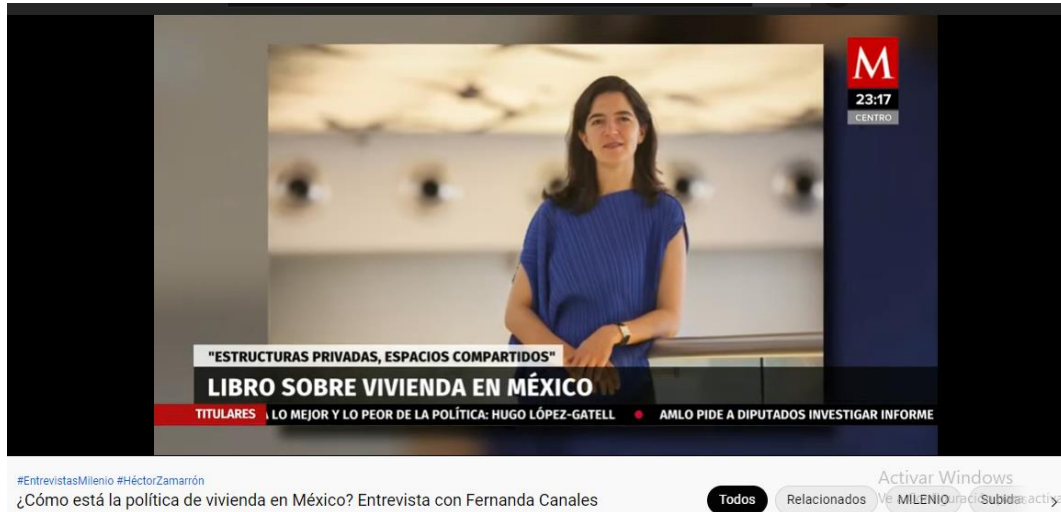 M
23:17
CENTRO
"ESTRUCTURAS PRIVADAS, ESPACIOS COMPARTIDOS"
LIBRO SOBRE VIVIENDA EN MÉXICO
TITULARES LO MEJOR Y LO PEOR DE LA POLÍTICA: HUGO LÓPEZ-GATELL • AMLO PIDE A DIPUTADOS INVESTIGAR INFORME
#EntrevistasMilenio #HéctorZamarrón
¿Cómo está la política de vivienda en México? Entrevista con Fernanda Canales
Activar Windows
Todos Relacionados MILENIO Subidas